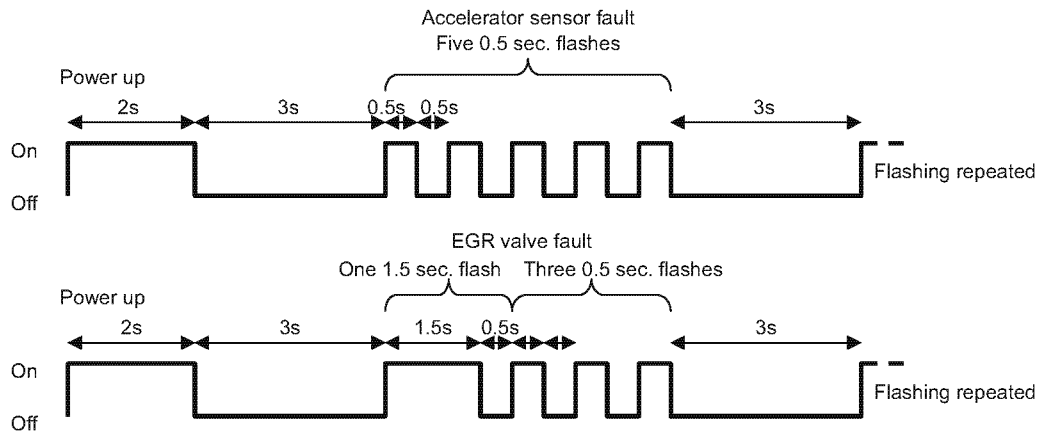 Accelerator sensor fault
Five 0.5 sec. flashes
Power up
2s 3s 0.5s 0.5s 3s
On
Flashing repeated
Off
EGR valve fault
One 1.5 sec. flash Three 0.5 sec. flashes
Power up
2s 3s 1.5s 0.5s 3s
On
Flashing repeated
Off